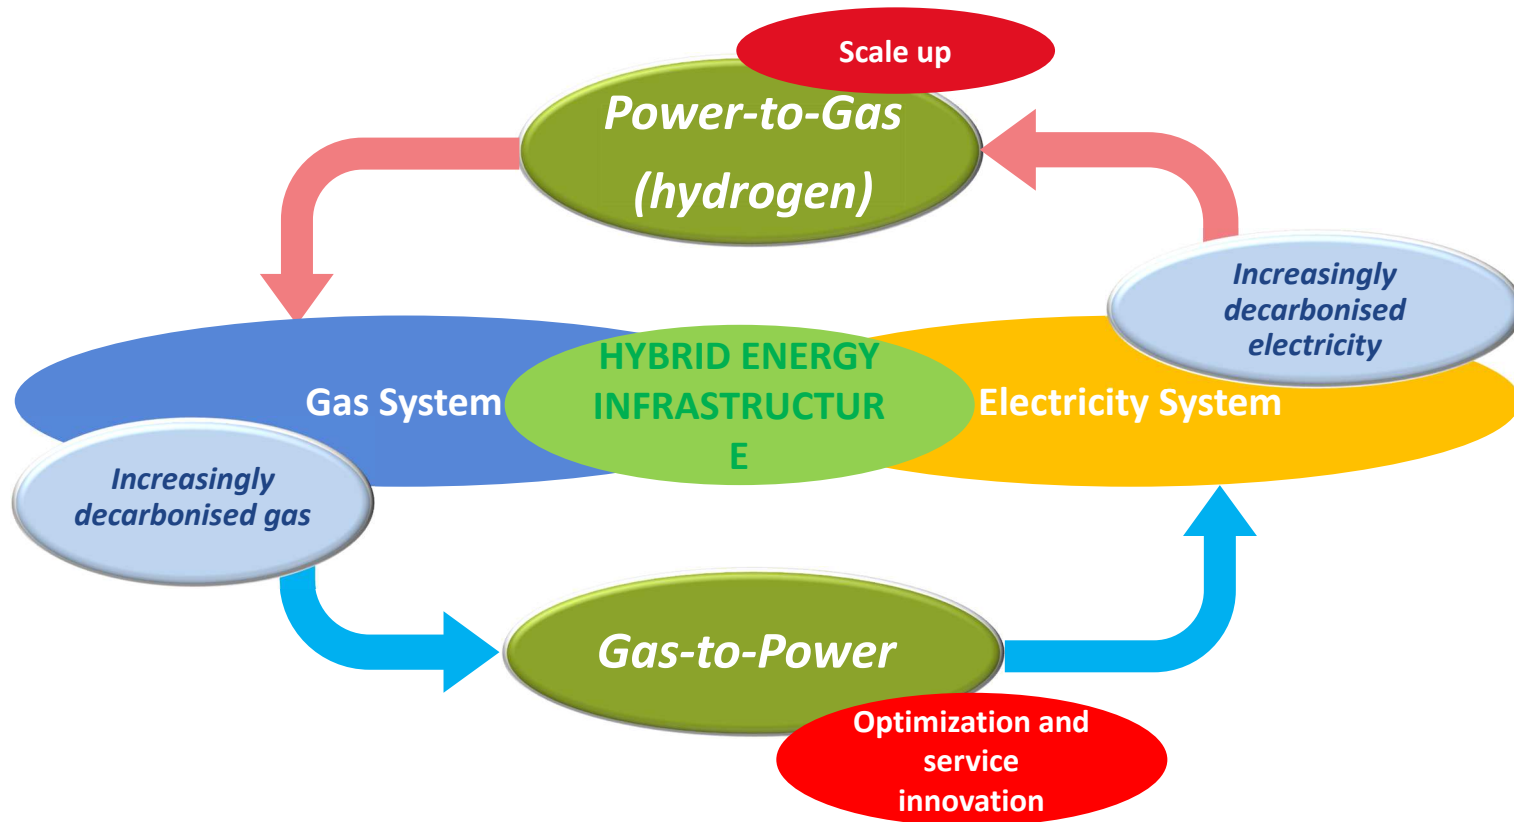 Scale up
Power-to-Gas
(hydrogen)
Increasingly
decarbonised
electricity
HYBRID ENERGY
INFRASTRUCTUR
E
Gas System
Electricity System
Increasingly
decarbonised gas
Gas-to-Power
Optimization and
service
innovation